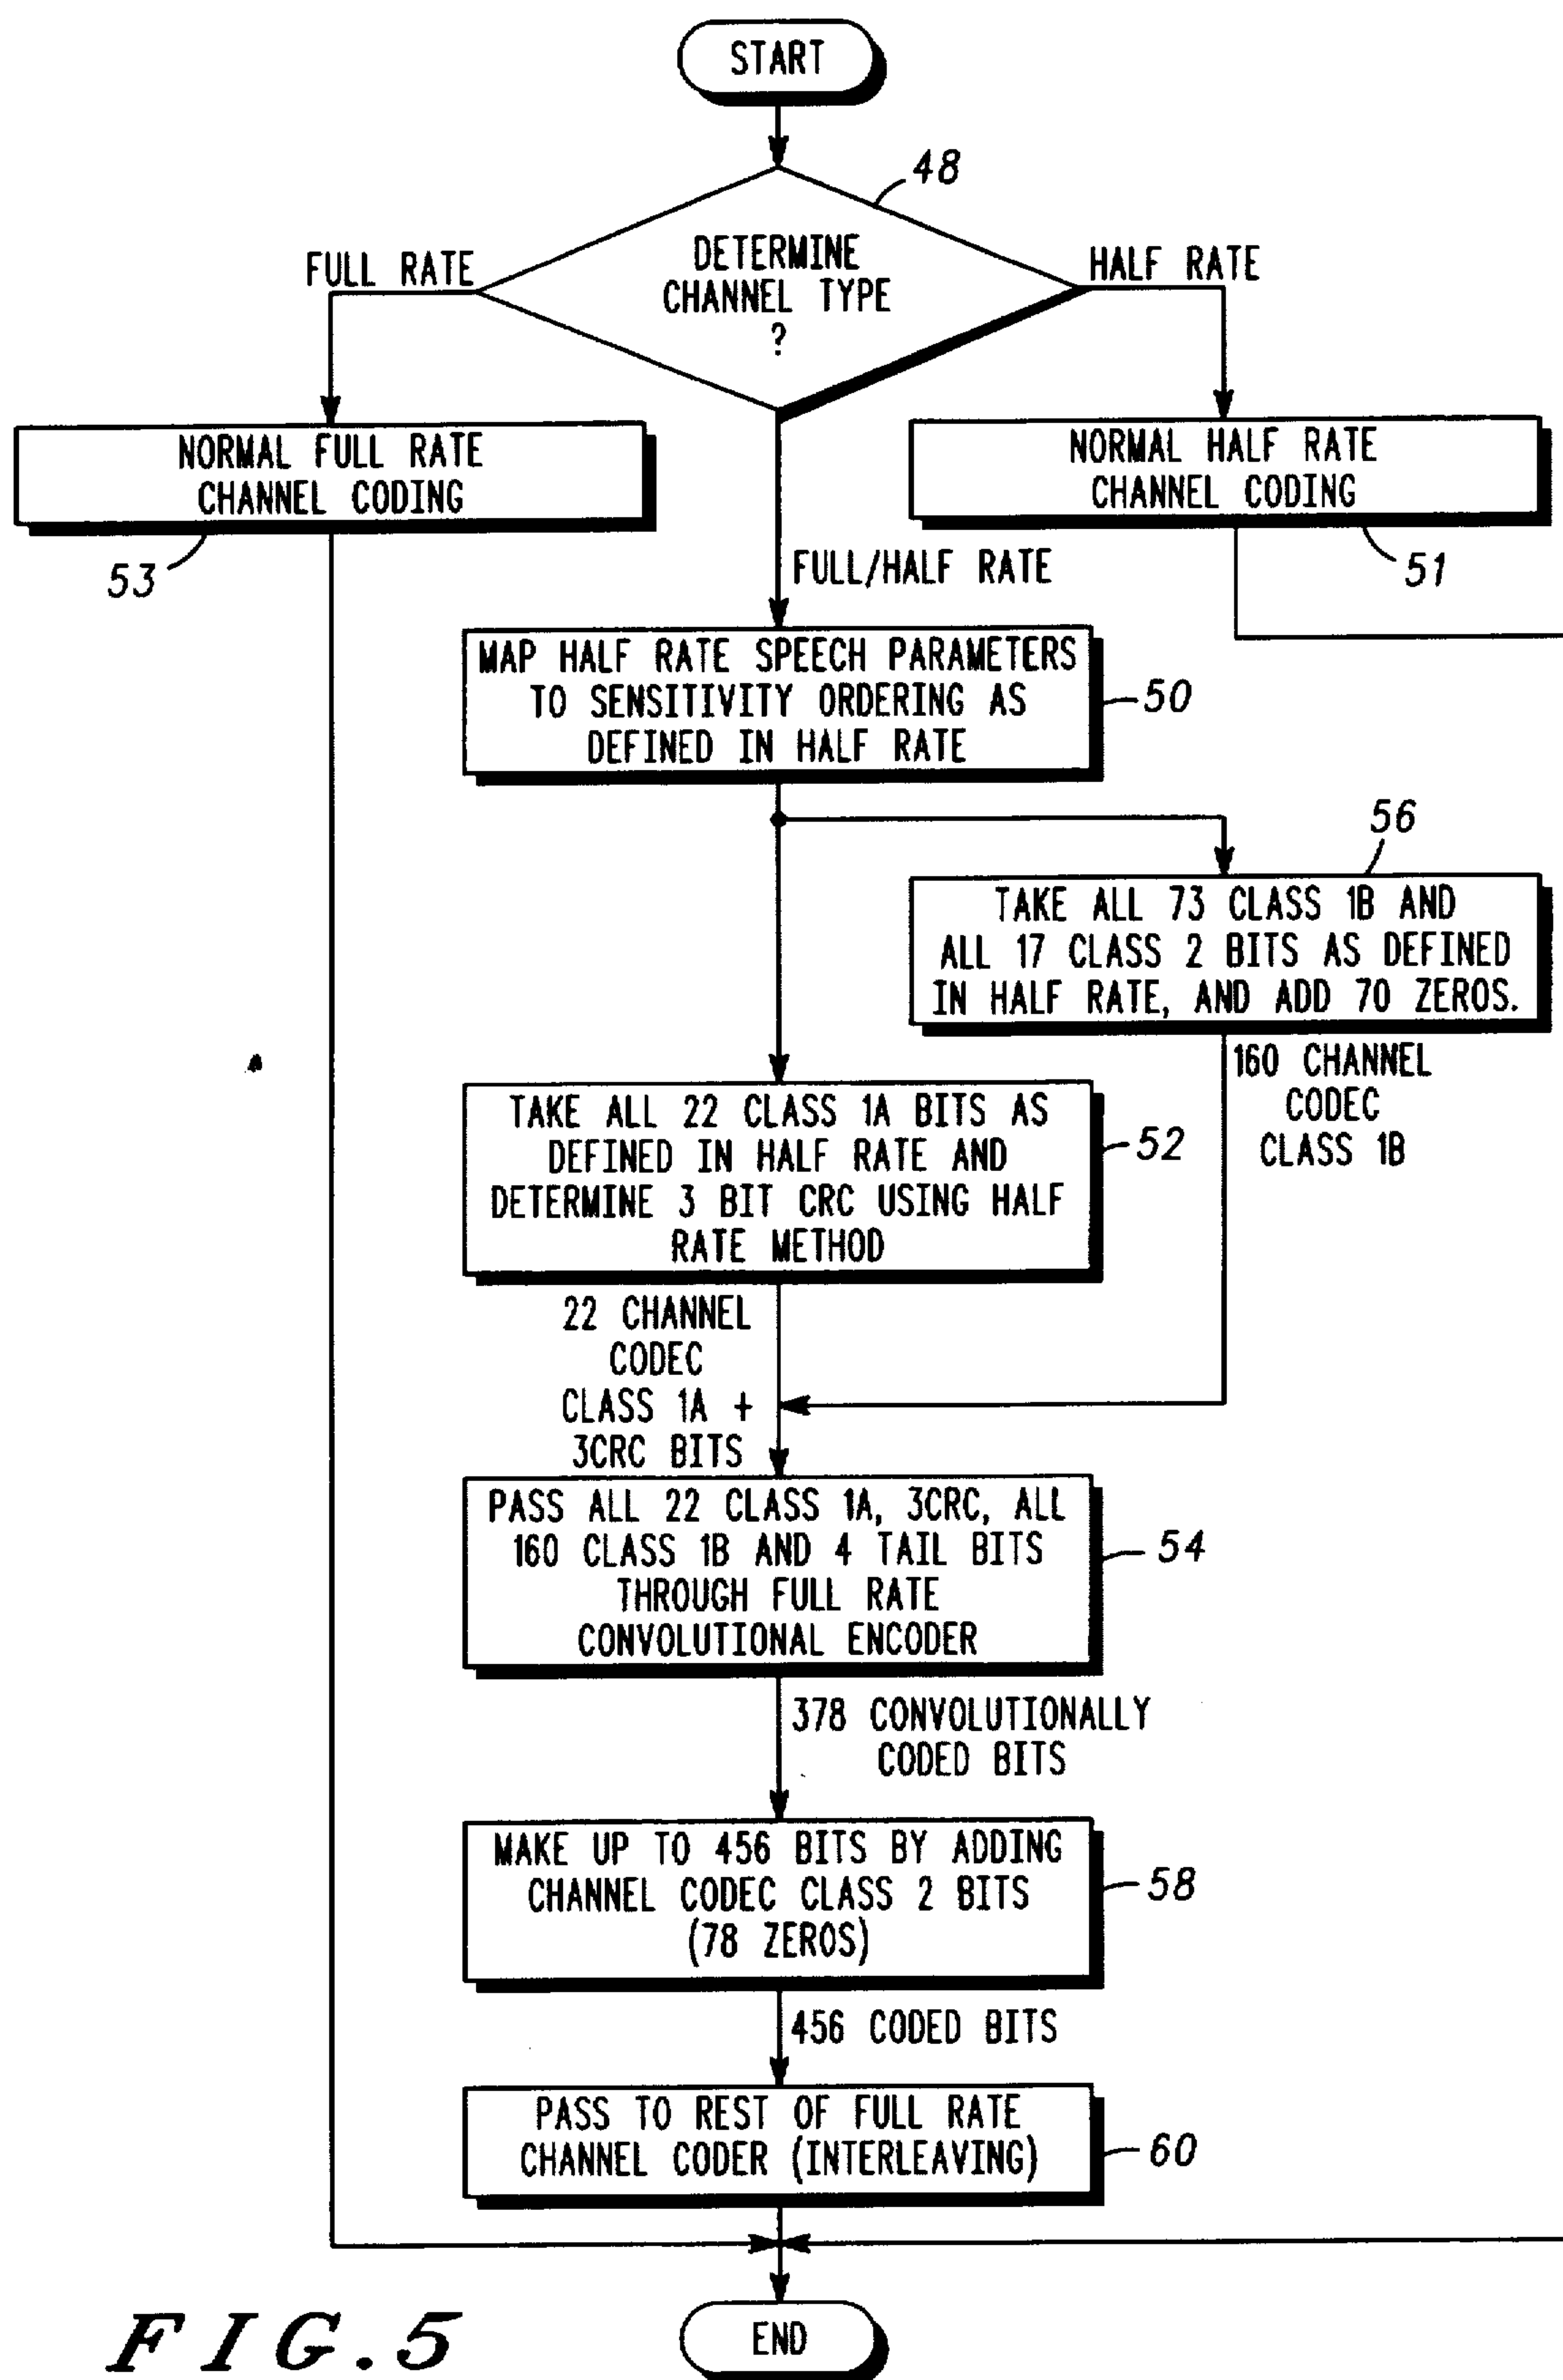 START
48
DETERMINE
CHANNEL TYPE
?
FULL RATE
HALF RATE
NORMAL FULL RATE
CHANNEL CODING
53
NORMAL HALF RATE
CHANNEL CODING
51
FULL/HALF RATE
MAP HALF RATE SPEECH PARAMETERS
TO SENSITIVITY ORDERING AS
DEFINED IN HALF RATE
50
56
TAKE ALL 73 CLASS 1B AND
ALL 17 CLASS 2 BITS AS DEFINED
IN HALF RATE, AND ADD 70 ZEROS.
160 CHANNEL
CODEC
CLASS 1B
TAKE ALL 22 CLASS 1A BITS AS
DEFINED IN HALF RATE AND
DETERMINE 3 BIT CRC USING HALF
RATE METHOD
52
22 CHANNEL
CODEC
CLASS 1A +
3CRC BITS
PASS ALL 22 CLASS 1A, 3CRC, ALL
160 CLASS 1B AND 4 TAIL BITS
THROUGH FULL RATE
CONVOLUTIONAL ENCODER
54
378 CONVOLUTIONALLY
CODED BITS
MAKE UP TO 456 BITS BY ADDING
CHANNEL CODEC CLASS 2 BITS
(78 ZEROS)
58
456 CODED BITS
PASS TO REST OF FULL RATE
CHANNEL CODER (INTERLEAVING)
60
END
FIG.5